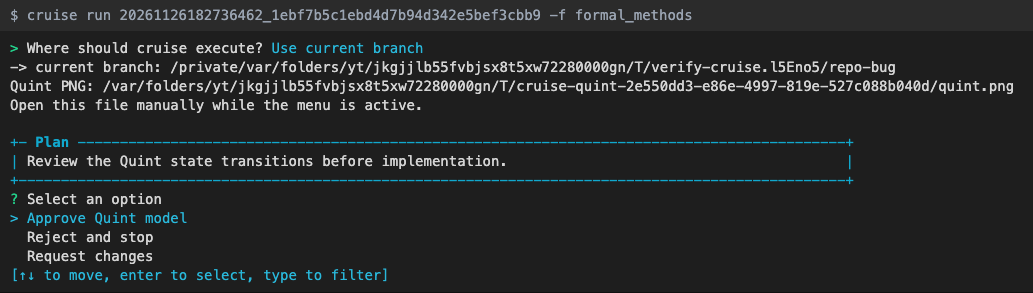 $ cruise run 20261126182736462_1ebf7b5c1ebd4d7b94d342e5bef3cbb9 -f formal_methods
> Where should cruise execute? Use current branch
-> current branch: /private/var/folders/yt/jkgjjlb55fvbjsx8t5xw72280000gn/T/verify-cruise.l5Eno5/repo-bug
Quint PNG: /var/folders/yt/jkgjjlb55fvbjsx8t5xw72280000gn/T/cruise-quint-2e550dd3-e86e-4997-819e-527c088b040d/quint.png
Open this file manually while the menu is active.
Plan
Review the Quint state transitions before implementation.
? Select an option
> Approve Quint model
Reject and stop
Request changes
[↑↓ to move, enter to select, type to filter]